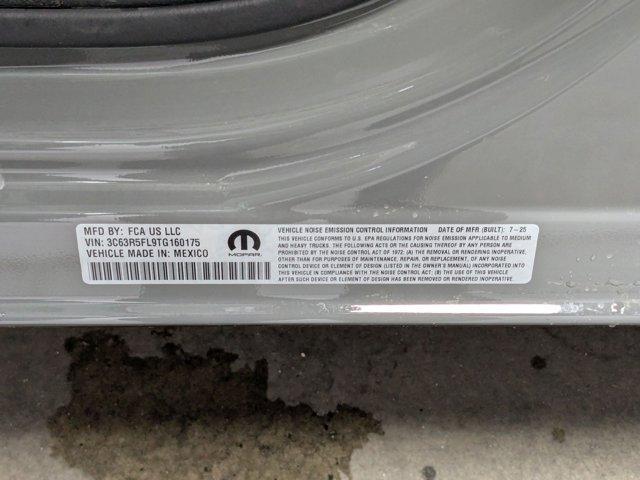 MFD BY: FCA US LLC
VIN: 3C63R5FL9TG160175
VEHICLE MADE IN: MEXICO
MOPAR
VEHICLE NOISE EMISSION CONTROL INFORMATION DATE OF MFR (BUILT): 7-25
THIS VEHICLE CONFORMS TO U.S. EPA REGULATIONS FOR NOISE EMISSION APPLICABLE TO MEDIUM
AND HEAVY TRUCKS. THE FOLLOWING ACTS OR THE CAUSING THEREOF BY ANY PERSON
ARE PROHIBITED BY THE NOISE CONTROL ACT OF 1972: (A) THE REMOVAL OR RENDERING INOPERATIVE,
OTHER THAN FOR PURPOSES OF MAINTENANCE, REPAIR, OR REPLACEMENT, OF ANY NOISE
CONTROL DEVICE OR ELEMENT OF DESIGN (LISTED IN THE OWNER'S MANUAL) INCORPORATED INTO
THIS VEHICLE IN COMPLIANCE WITH THE NOISE CONTROL ACT; (B) THE USE OF THIS VEHICLE
AFTER SUCH DEVICE OR ELEMENT OF DESIGN HAS BEEN REMOVED OR RENDERED INOPERATIVE.